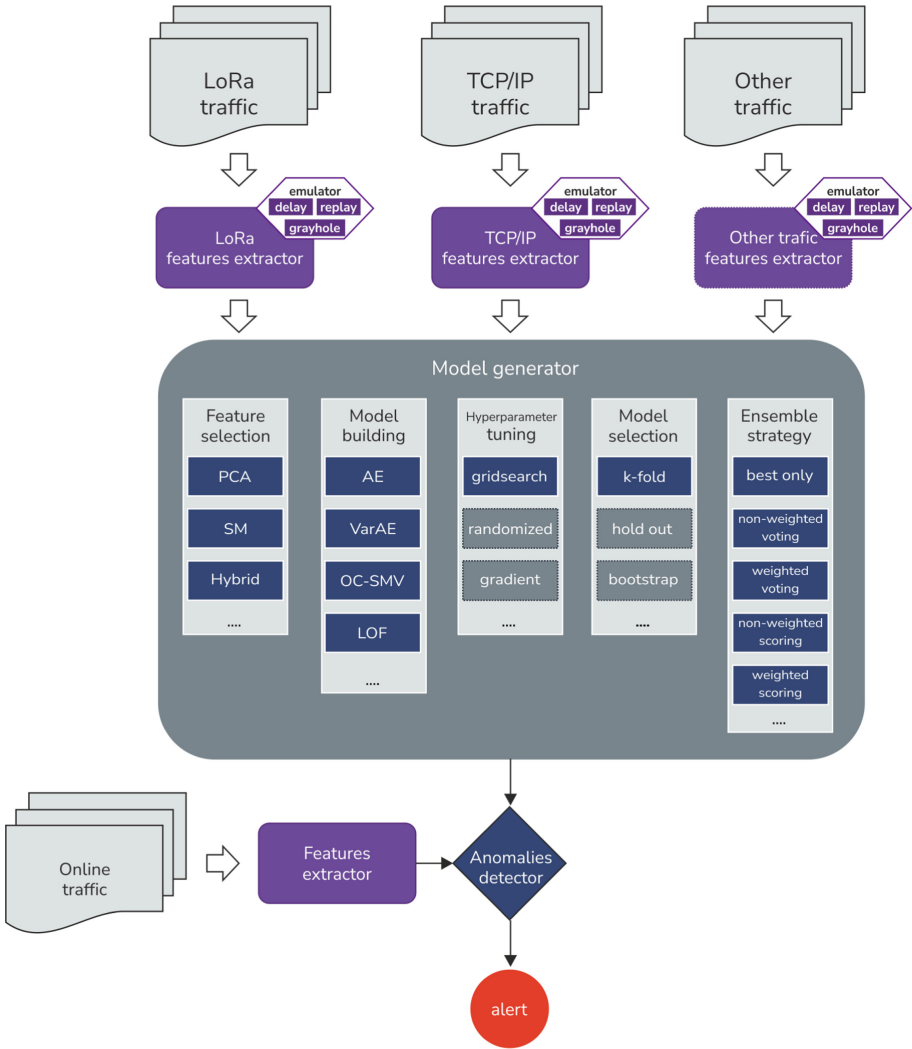 LoRa
traffic
TCP/IP
traffic
Other
traffic
emulator
delay replay
grayhole
LoRa
features extractor
emulator
delay replay
grayhole
TCP/IP
features extractor
emulator
delay replay
grayhole
Other trafic
features extractor
Model generator
Feature
selection
PCA
SM
Hybrid
....
Model
building
AE
VarAE
OC-SMV
LOF
....
Hyperparameter
tuning
gridsearch
randomized
gradient
....
Model
selection
k-fold
hold out
bootstrap
....
Ensemble
strategy
best only
non-weighted
voting
weighted
voting
non-weighted
scoring
weighted
scoring
....
Online
traffic
Features
extractor
Anomalies
detector
alert